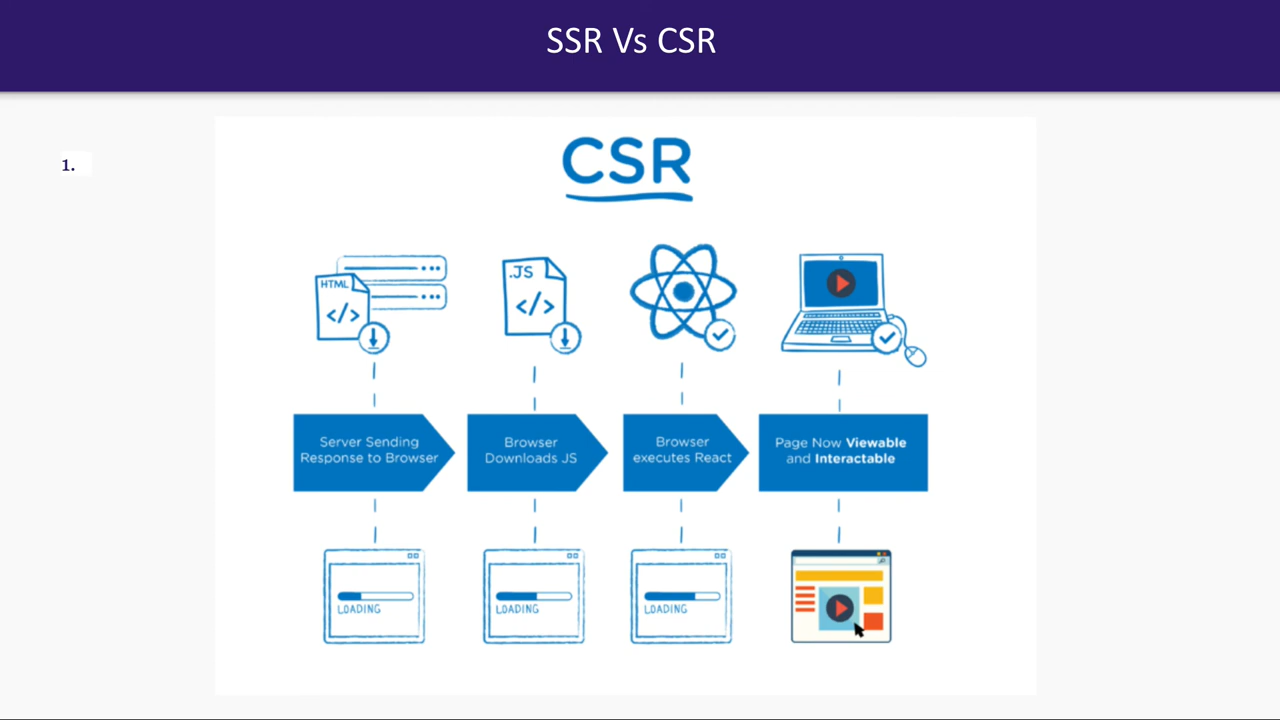 SSR Vs CSR
1.
CSR
HTML
</>
.JS
</>
Server Sending
Response to Browser
Browser
Downloads JS
Browser
executes React
Page Now Viewable
and Interactable
LOADING
LOADING
LOADING